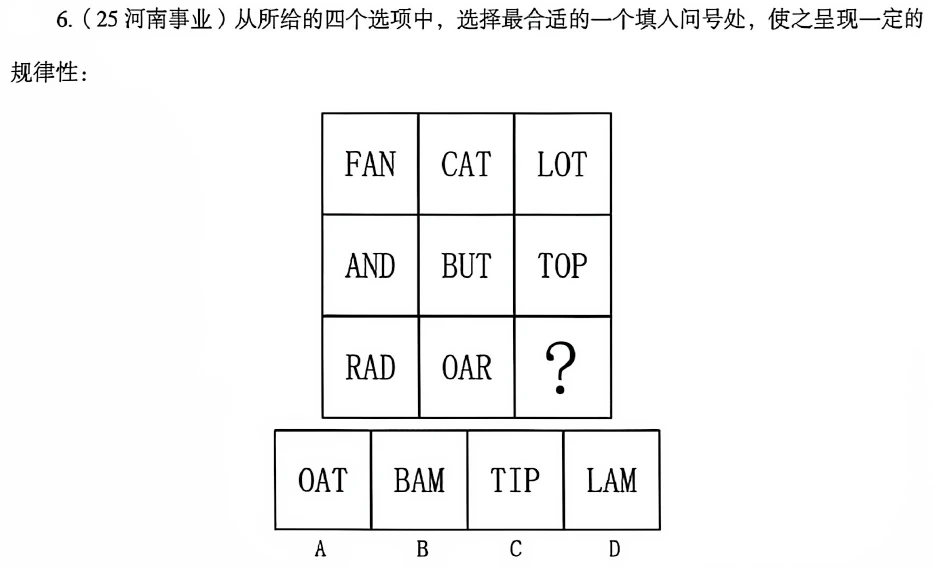 6.（25 河南事业）从所给的四个选项中，选择最合适的一个填入问号处，使之呈现一定的
规律性：
FAN CAT LOT
AND BUT TOP
RAD OAR ?
OAT BAM TIP LAM
A B C D